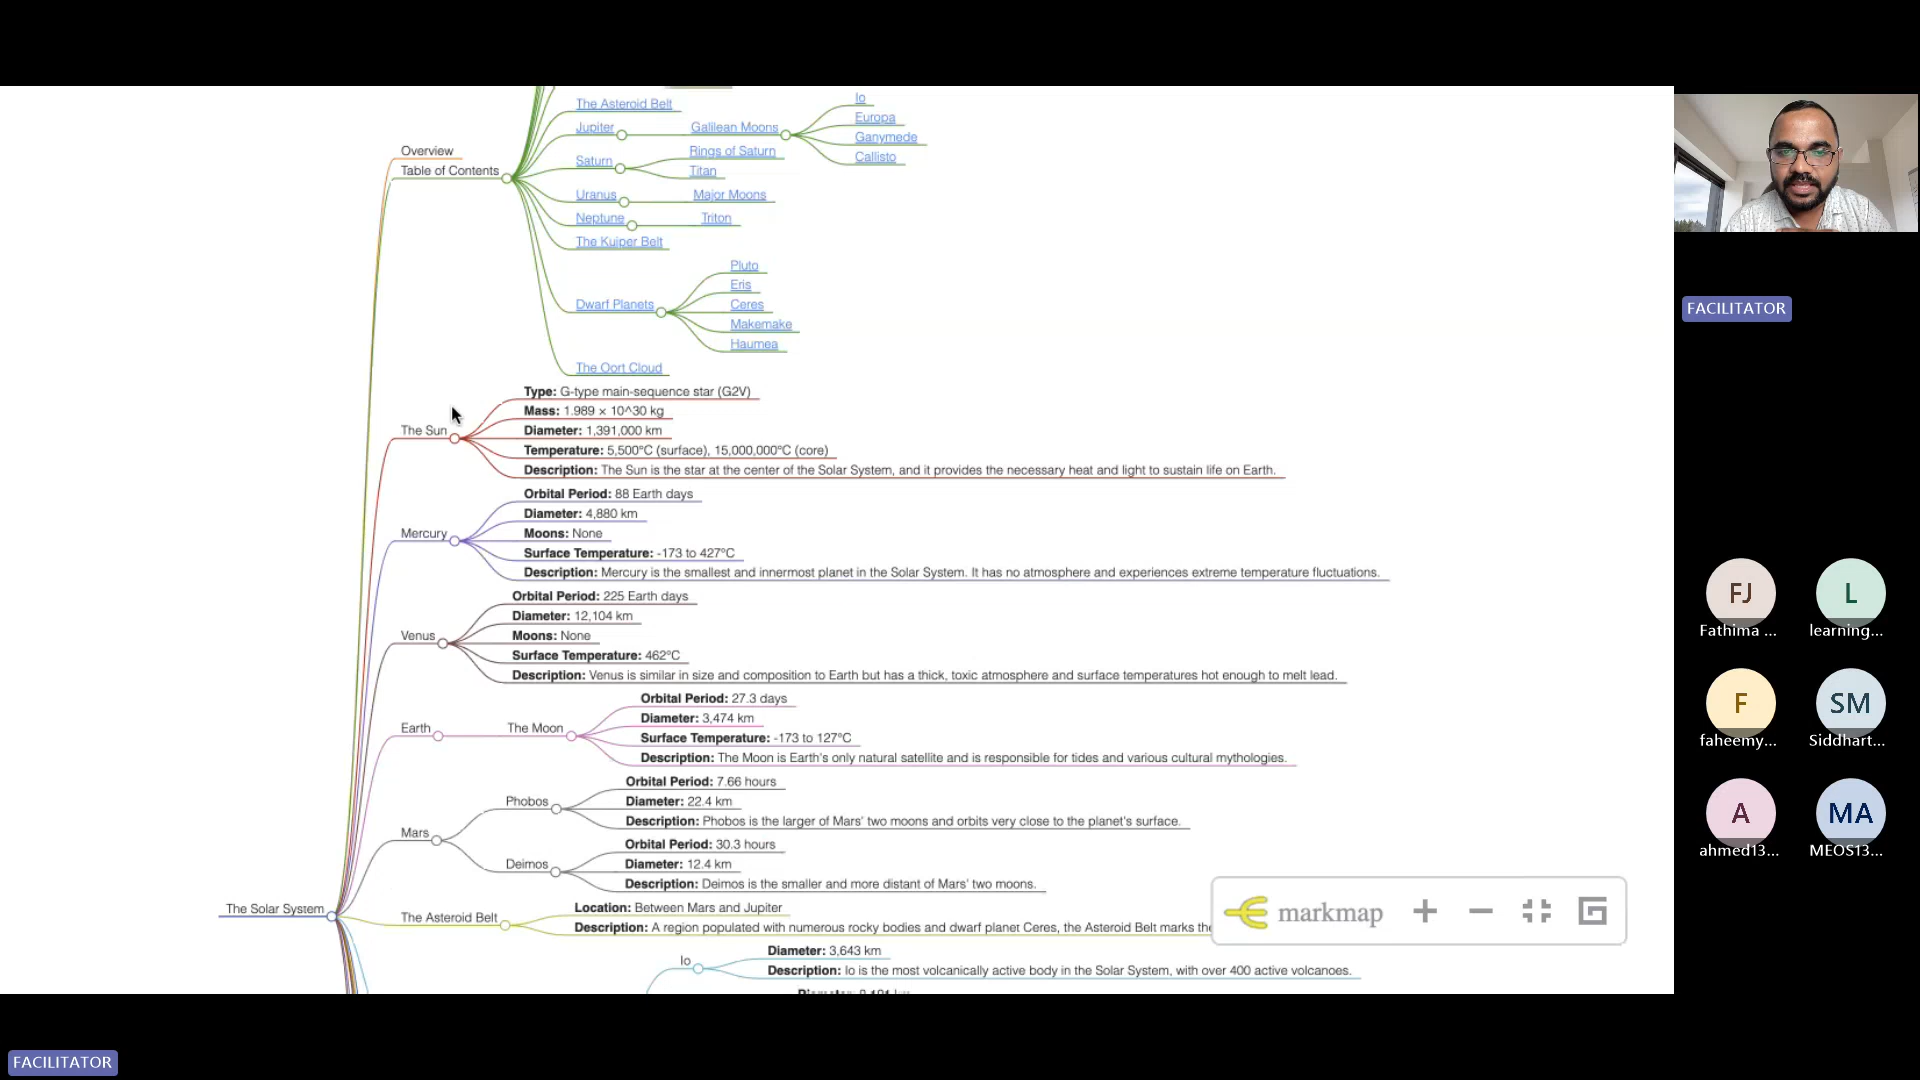 The Asteroid Belt
Jupiter
Galilean Moons
Io
Europa
Ganymede
Callisto
Saturn
Rings of Saturn
Titan
Uranus
Major Moons
Neptune
Triton
The Kuiper Belt
Dwarf Planets
Pluto
Eris
Ceres
Makemake
Haumea
The Oort Cloud
Overview
Table of Contents
The Sun
Type: G-type main-sequence star (G2V)
Mass: 1.989 × 10^30 kg
Diameter: 1,391,000 km
Temperature: 5,500°C (surface), 15,000,000°C (core)
Description: The Sun is the star at the center of the Solar System, and it provides the necessary heat and light to sustain life on Earth.
Mercury
Orbital Period: 88 Earth days
Diameter: 4,880 km
Moons: None
Surface Temperature: -173 to 427°C
Description: Mercury is the smallest and innermost planet in the Solar System. It has no atmosphere and experiences extreme temperature fluctuations.
Venus
Orbital Period: 225 Earth days
Diameter: 12,104 km
Moons: None
Surface Temperature: 462°C
Description: Venus is similar in size and composition to Earth but has a thick, toxic atmosphere and surface temperatures hot enough to melt lead.
Earth
The Moon
Orbital Period: 27.3 days
Diameter: 3,474 km
Surface Temperature: -173 to 127°C
Description: The Moon is Earth's only natural satellite and is responsible for tides and various cultural mythologies.
Mars
Phobos
Orbital Period: 7.66 hours
Diameter: 22.4 km
Description: Phobos is the larger of Mars' two moons and orbits very close to the planet's surface.
Deimos
Orbital Period: 30.3 hours
Diameter: 12.4 km
Description: Deimos is the smaller and more distant of Mars' two moons.
The Solar System
The Asteroid Belt
Location: Between Mars and Jupiter
Description: A region populated with numerous rocky bodies and dwarf planet Ceres, the Asteroid Belt marks the
Io
Diameter: 3,643 km
Description: Io is the most volcanically active body in the Solar System, with over 400 active volcanoes.
markmap
FACILITATOR
FJ
Fathima ...
L
learning...
F
faheemy...
SM
Siddhart...
A
ahmed13...
MA
MEOS13...
FACILITATOR